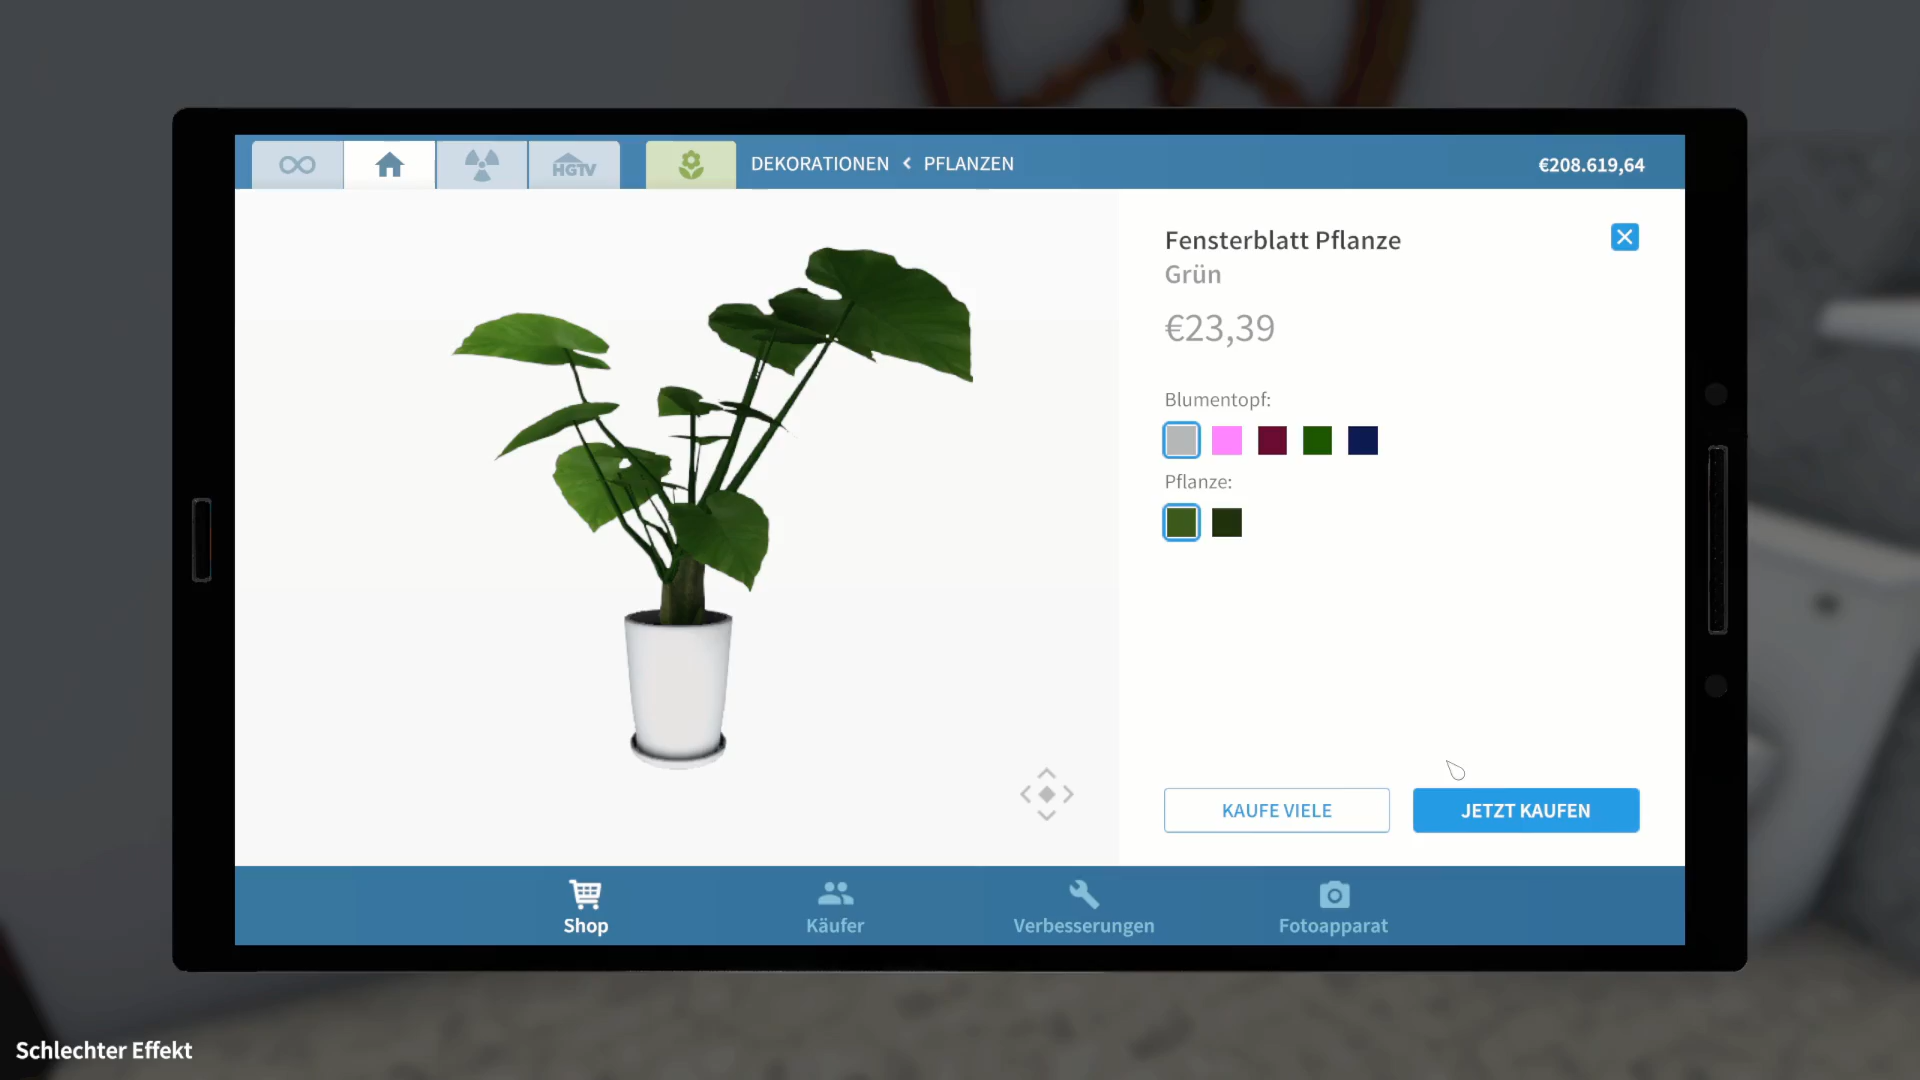 HGTV
DEKORATIONEN < PFLANZEN
€208.619,64
Fensterblatt Pflanze
Grün
€23,39
Blumentopf:
Pflanze:
KAUFE VIELE
JETZT KAUFEN
Shop
Käufer
Verbesserungen
Fotoapparat
Schlechter Effekt